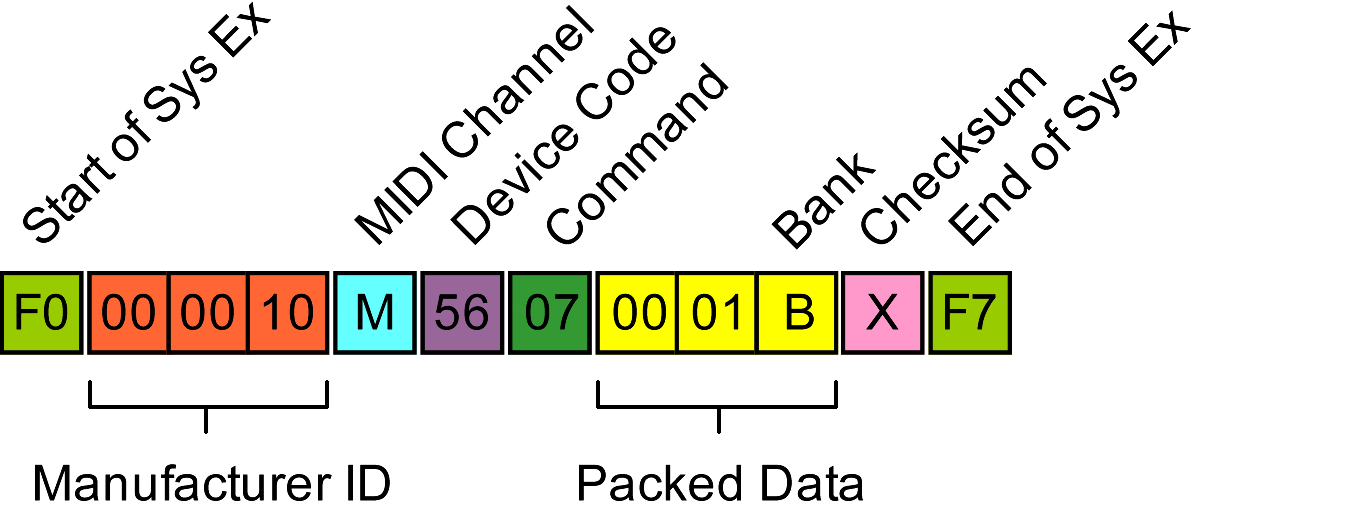 Start of Sys Ex
MIDI Channel
Device Code
Command
Bank
Checksum
End of Sys Ex
F0 00 00 10 M 56 07 00 01 B X F7
Manufacturer ID
Packed Data